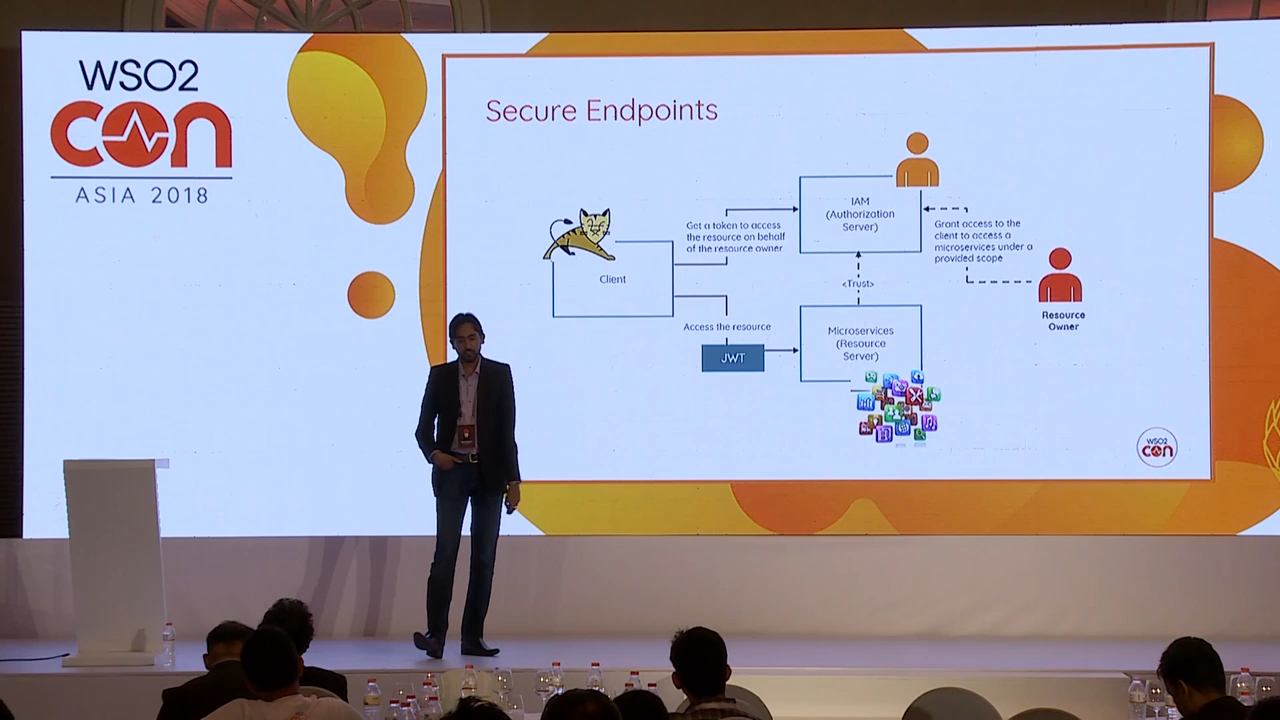 WSO2
CON
ASIA 2018
Secure Endpoints
IAM
(Authorization
Server)
Get a token to access
the resource on behalf
of the resource owner
Grant access to the
client to access a
microservices under a
provided scope
Client
<Trust>
Resource
Owner
Access the resource
JWT
Microservices
(Resource
Server)
WSO2
CON